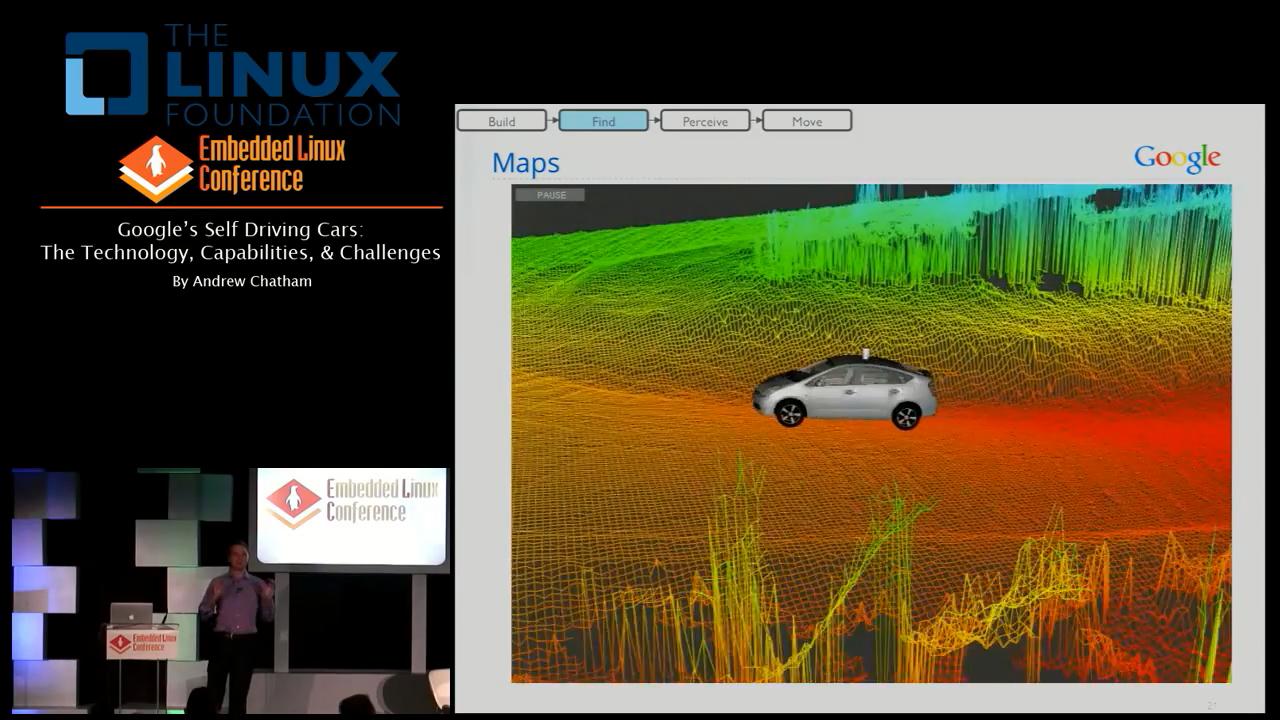 THE
LINUX
FOUNDATION
Embedded Linux
Conference
Google's Self Driving Cars:
The Technology, Capabilities, & Challenges
By Andrew Chatham
Build
Find
Perceive
Move
Maps
Google
PAUSE
21
Embedded Linux
Conference
Embedded Linux
Conference